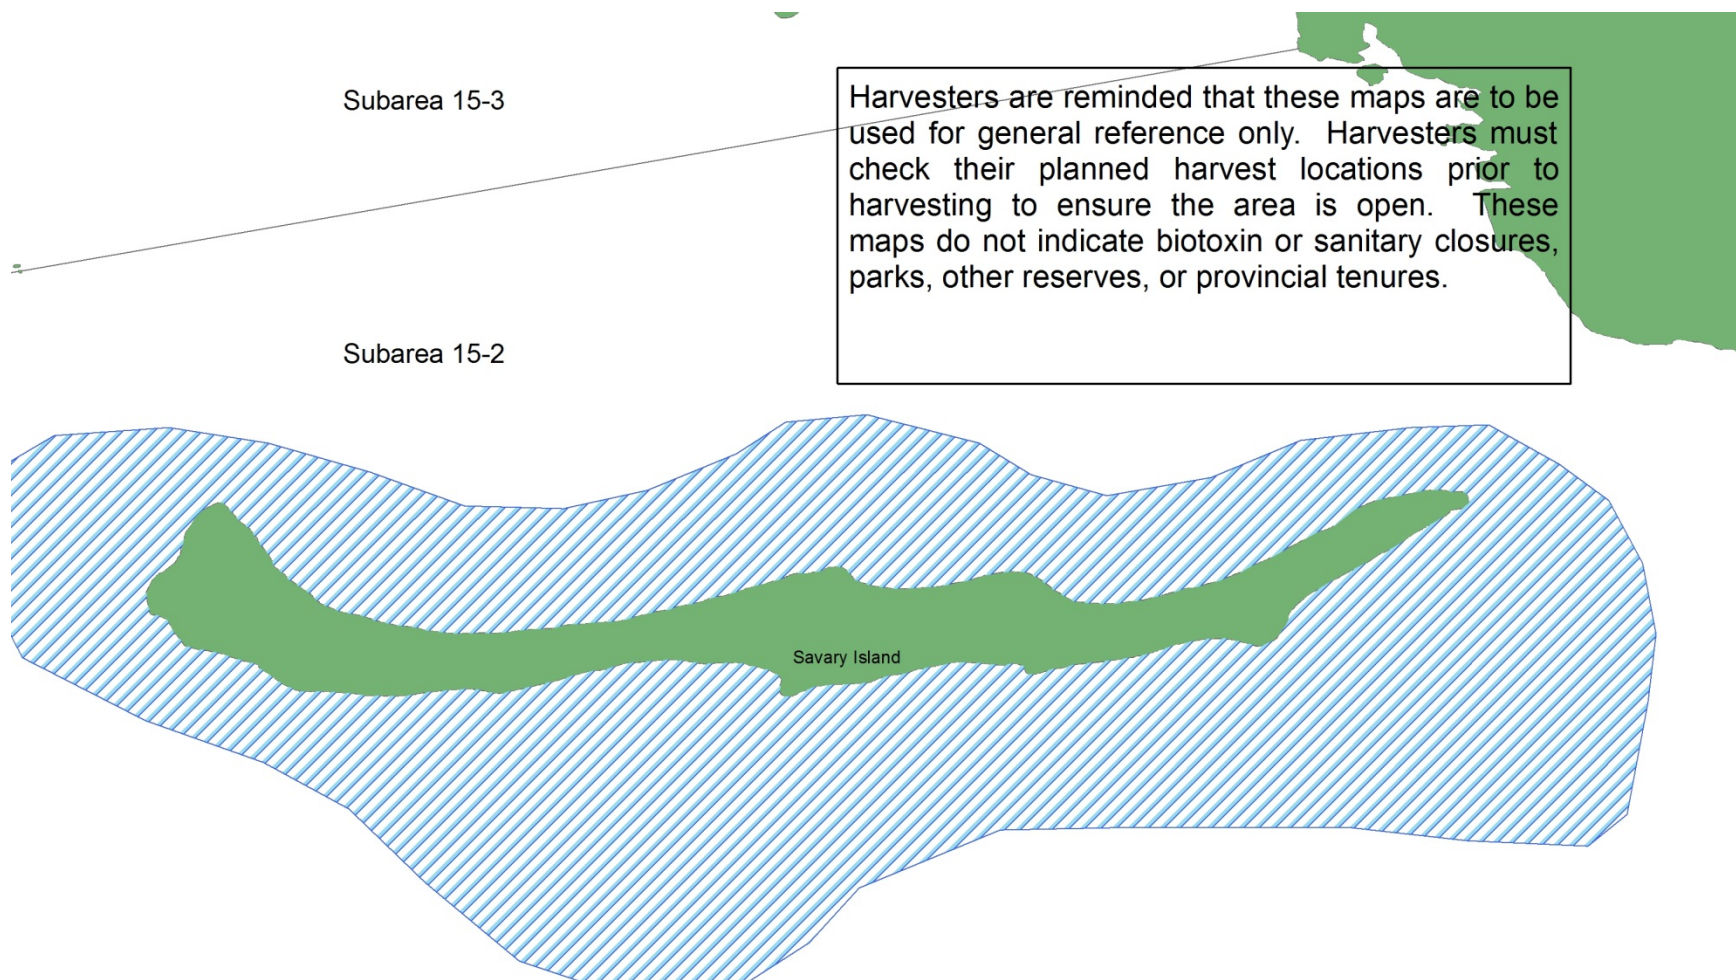 Subarea 15-3
Harvesters are reminded that these maps are to be
used for general reference only. Harvesters must
check their planned harvest locations prior to
harvesting to ensure the area is open. These
maps do not indicate biotoxin or sanitary closures,
parks, other reserves, or provincial tenures.
Subarea 15-2
Savary Island